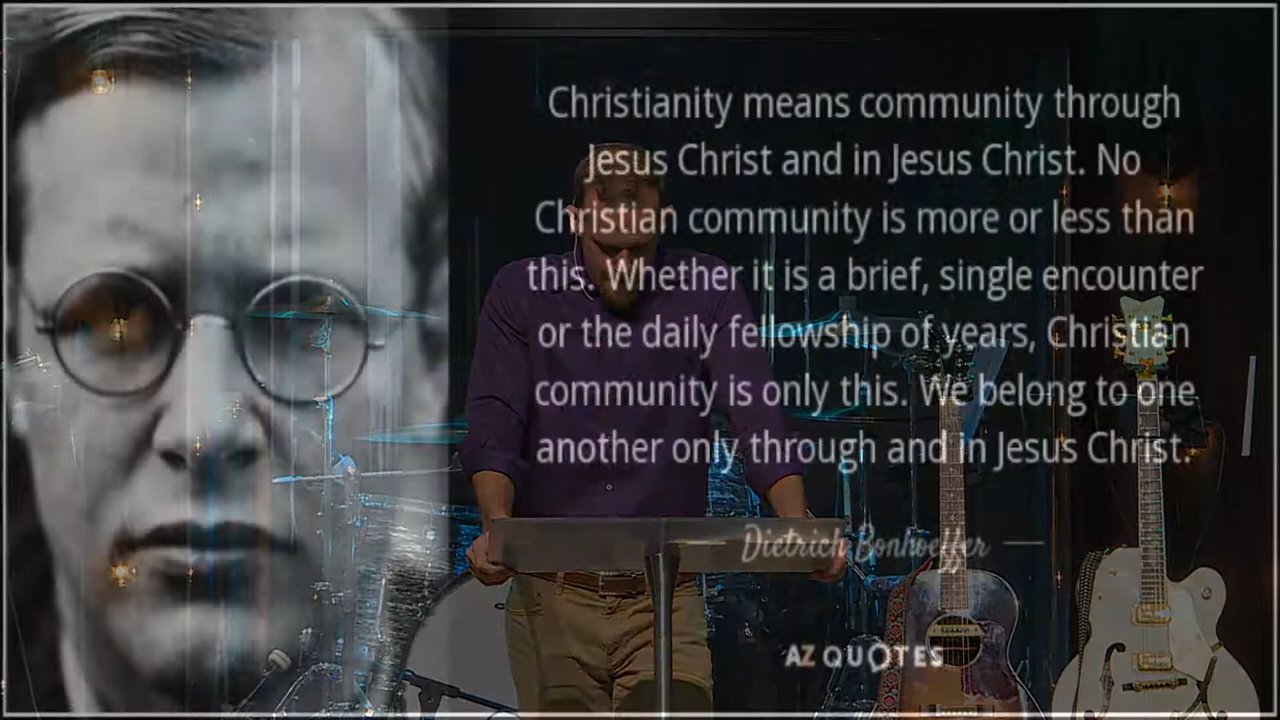 Christianity means community through
Jesus Christ and in Jesus Christ. No
Christian community is more or less than
this. Whether it is a brief, single encounter
or the daily fellowship of years, Christian
community is only this. We belong to one
another only through and in Jesus Christ.
Dietrich Bonhoeffer
AZ QUOTES